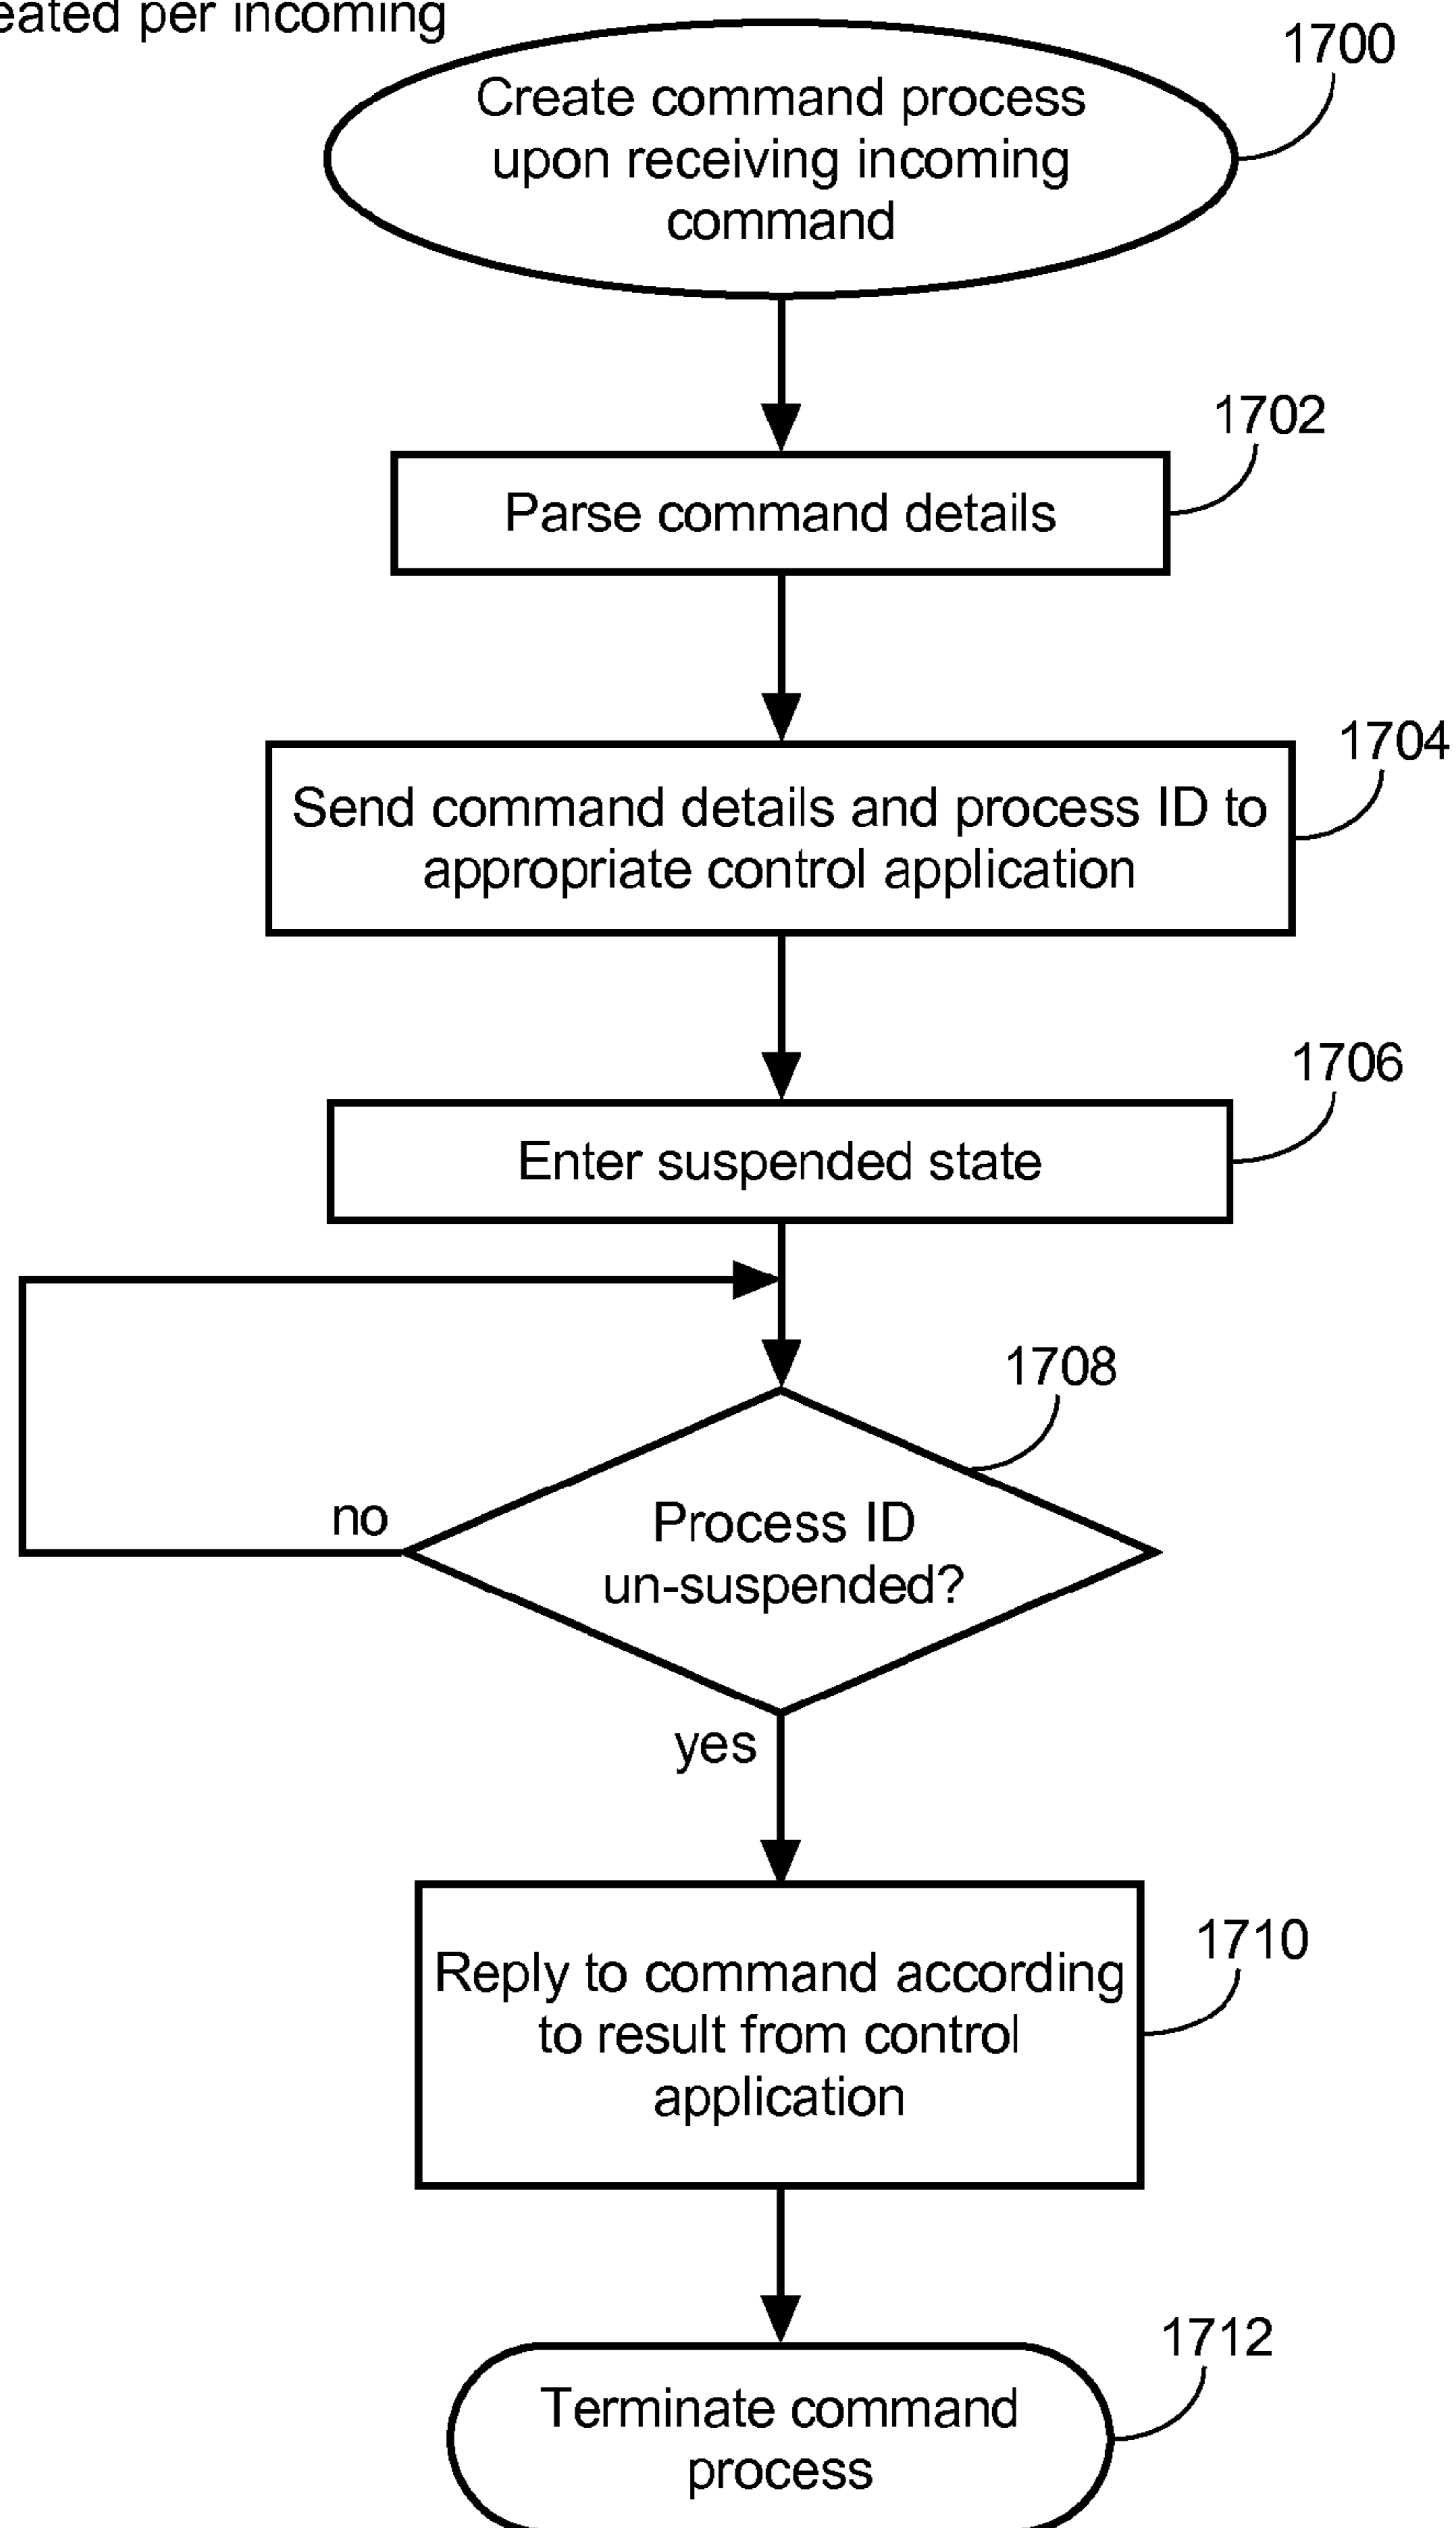 per incoming
1700
Create command process
upon receiving incoming
command
1702
Parse command details
1704
Send command details and process ID to
appropriate control application
1706
Enter suspended state
1708
no
Process ID
un-suspended?
yes
1710
Reply to command according
to result from control
application
1712
Terminate command
process